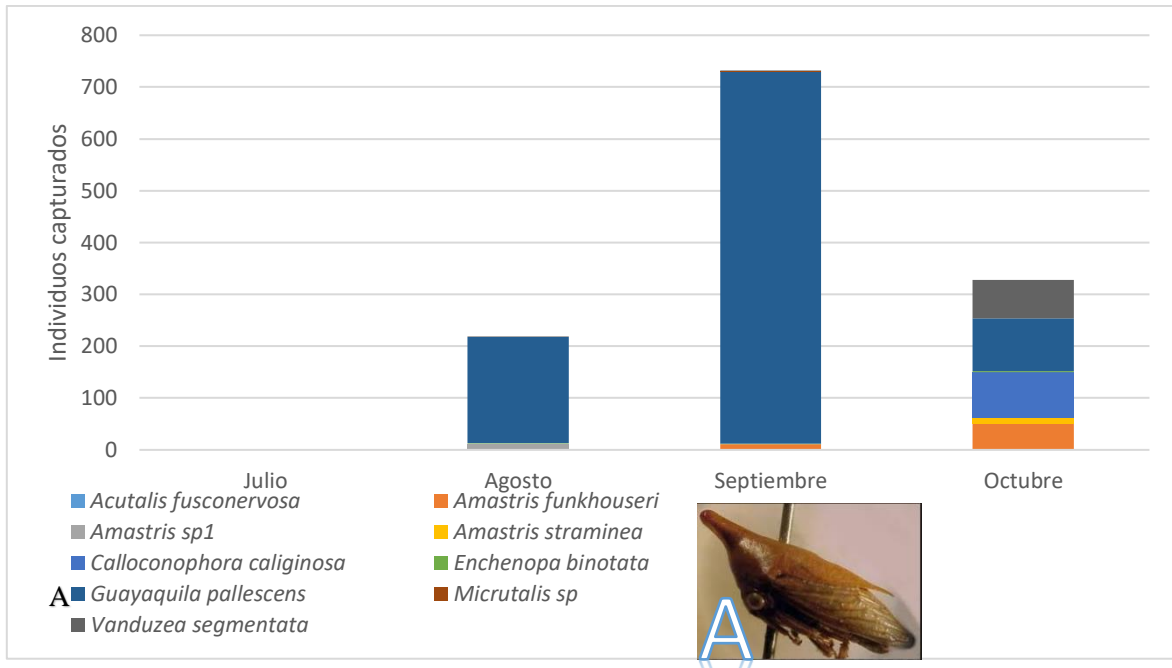 800
700
600
500
400
300
200
100
0
Individuos capturados
Julio Agosto Septiembre Octubre
Acutalis fusconervosa Amastris funkhouseri
Amastris sp1 Amastris straminea
Calloconophora caliginosa Enchenopa binotata
A Guayaquila pallescens Micrutalis sp
Vanduzea segmentata
A